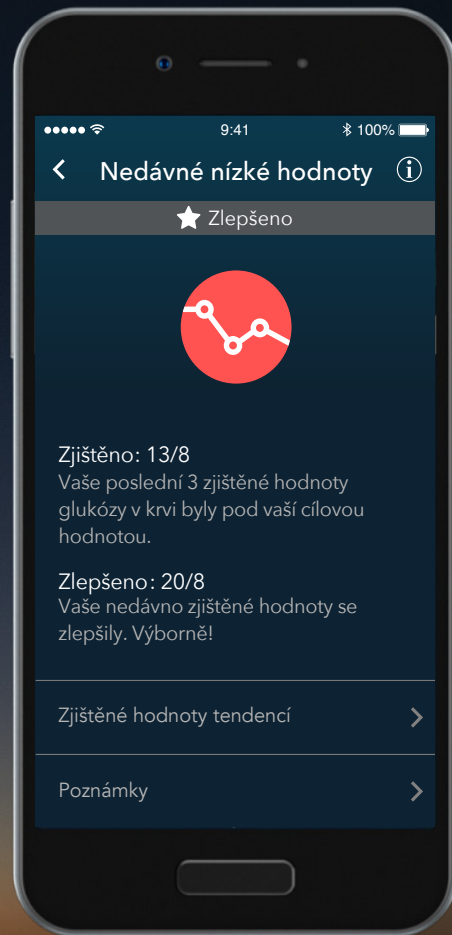 9:41
100%
Nedávné nízké hodnoty
Zlepšeno
Zjištěno: 13/8
Vaše poslední 3 zjištěné hodnoty
glukózy v krvi byly pod vaší cílovou
hodnotou.
Zlepšeno: 20/8
Vaše nedávno zjištěné hodnoty se
zlepšily. Výborně!
Zjištěné hodnoty tendencí
Poznámky